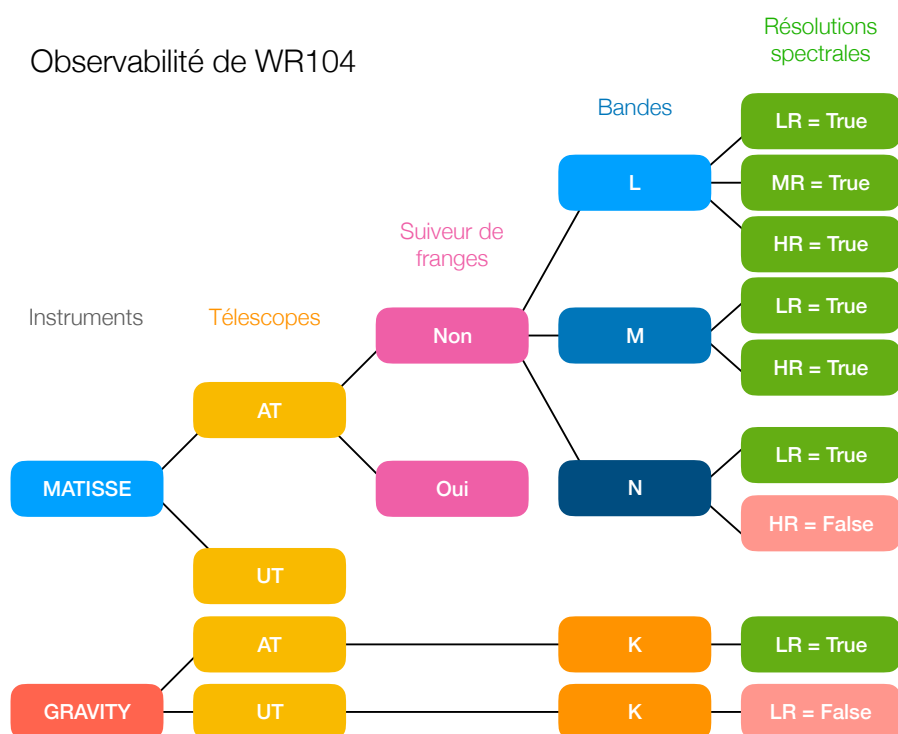 Observabilité de WR104
Résolutions
spectrales
Bandes
Suiveur de
franges
Instruments
Télescopes
LR = True
L
MR = True
HR = True
LR = True
Non
M
HR = True
AT
LR = True
MATISSE
Oui
N
HR = False
UT
AT
K
LR = True
GRAVITY
UT
K
LR = False